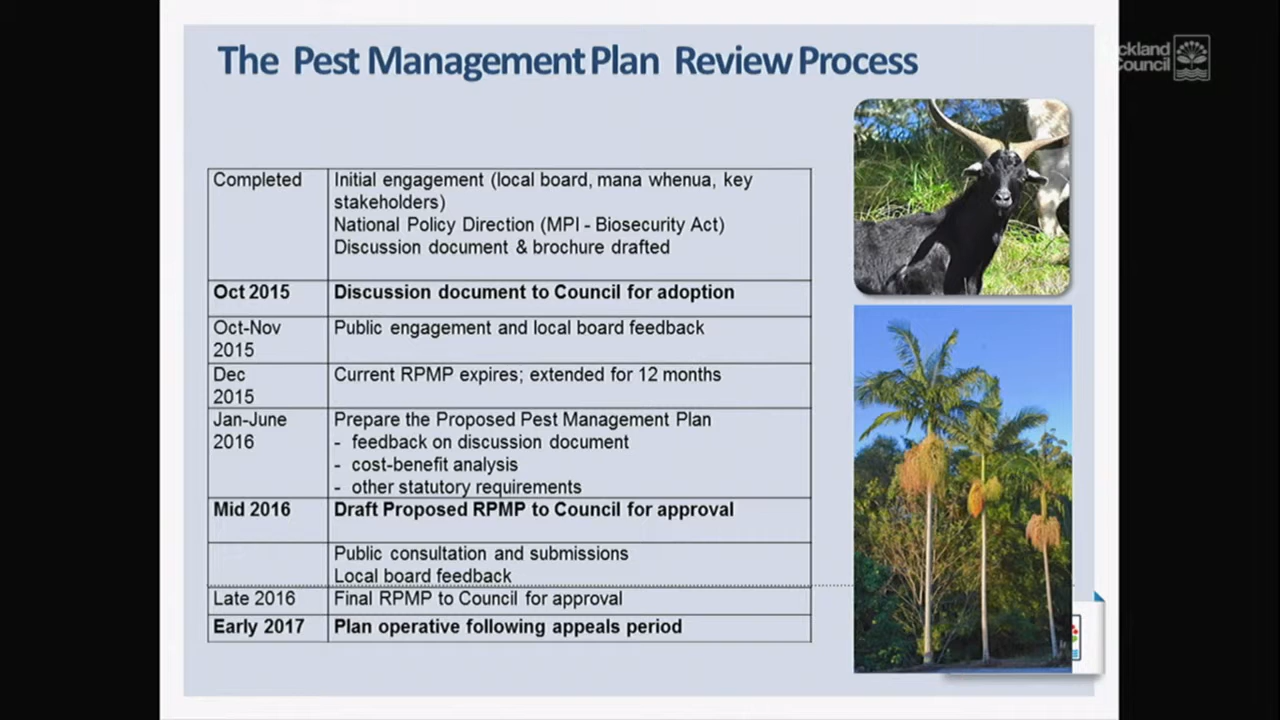 The Pest Management Plan Review Process
Council
Completed
Initial engagement (local board, mana whenua, key
stakeholders)
National Policy Direction (MPI - Biosecurity Act)
Discussion document & brochure drafted
Oct 2015
Discussion document to Council for adoption
Oct-Nov
2015
Public engagement and local board feedback
Dec
2015
Current RPMP expires; extended for 12 months
Jan-June
2016
Prepare the Proposed Pest Management Plan
- feedback on discussion document
- cost-benefit analysis
- other statutory requirements
Mid 2016
Draft Proposed RPMP to Council for approval
Public consultation and submissions
Local board feedback
Late 2016
Final RPMP to Council for approval
Early 2017
Plan operative following appeals period